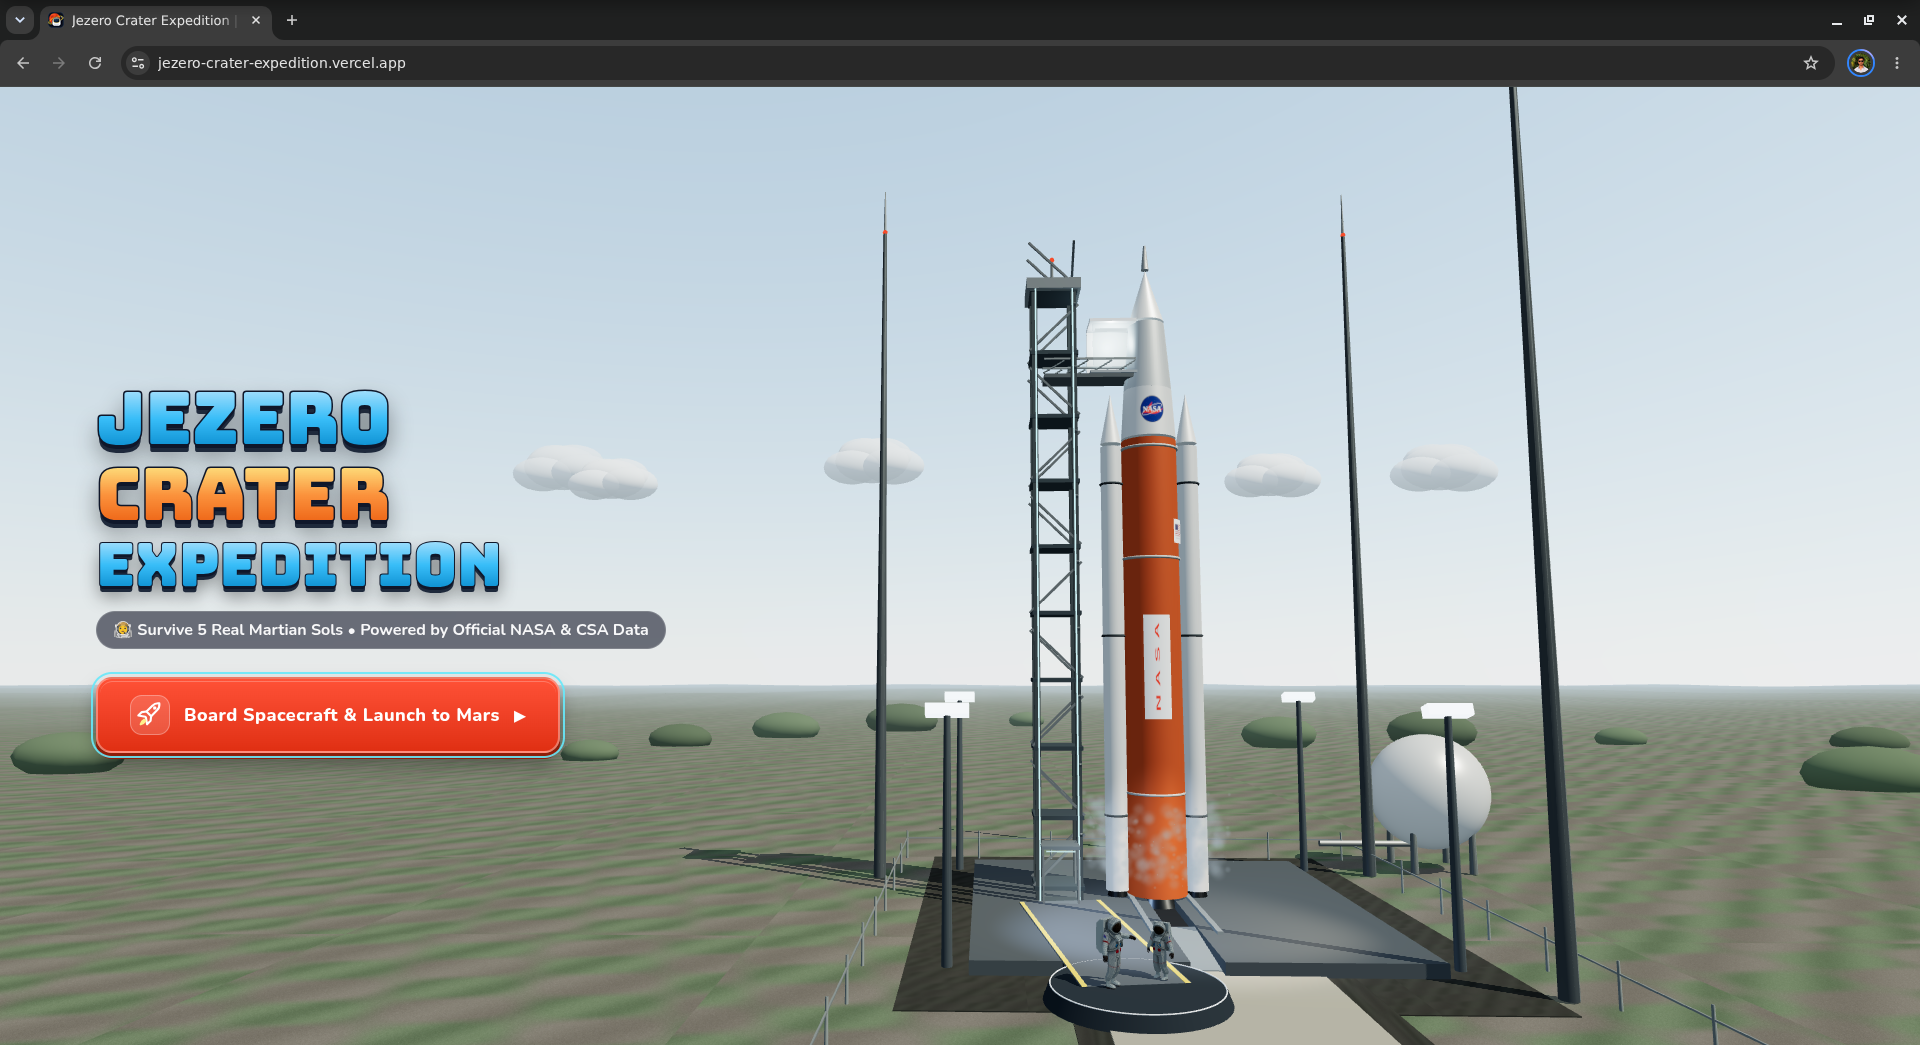 Jezero Crater Expedition |
jezero-crater-expedition.vercel.app
NASA
JEZERO
CRATER
EXPEDITION
Survive 5 Real Martian Sols • Powered by Official NASA & CSA Data
NASA
Board Spacecraft & Launch to Mars ▶